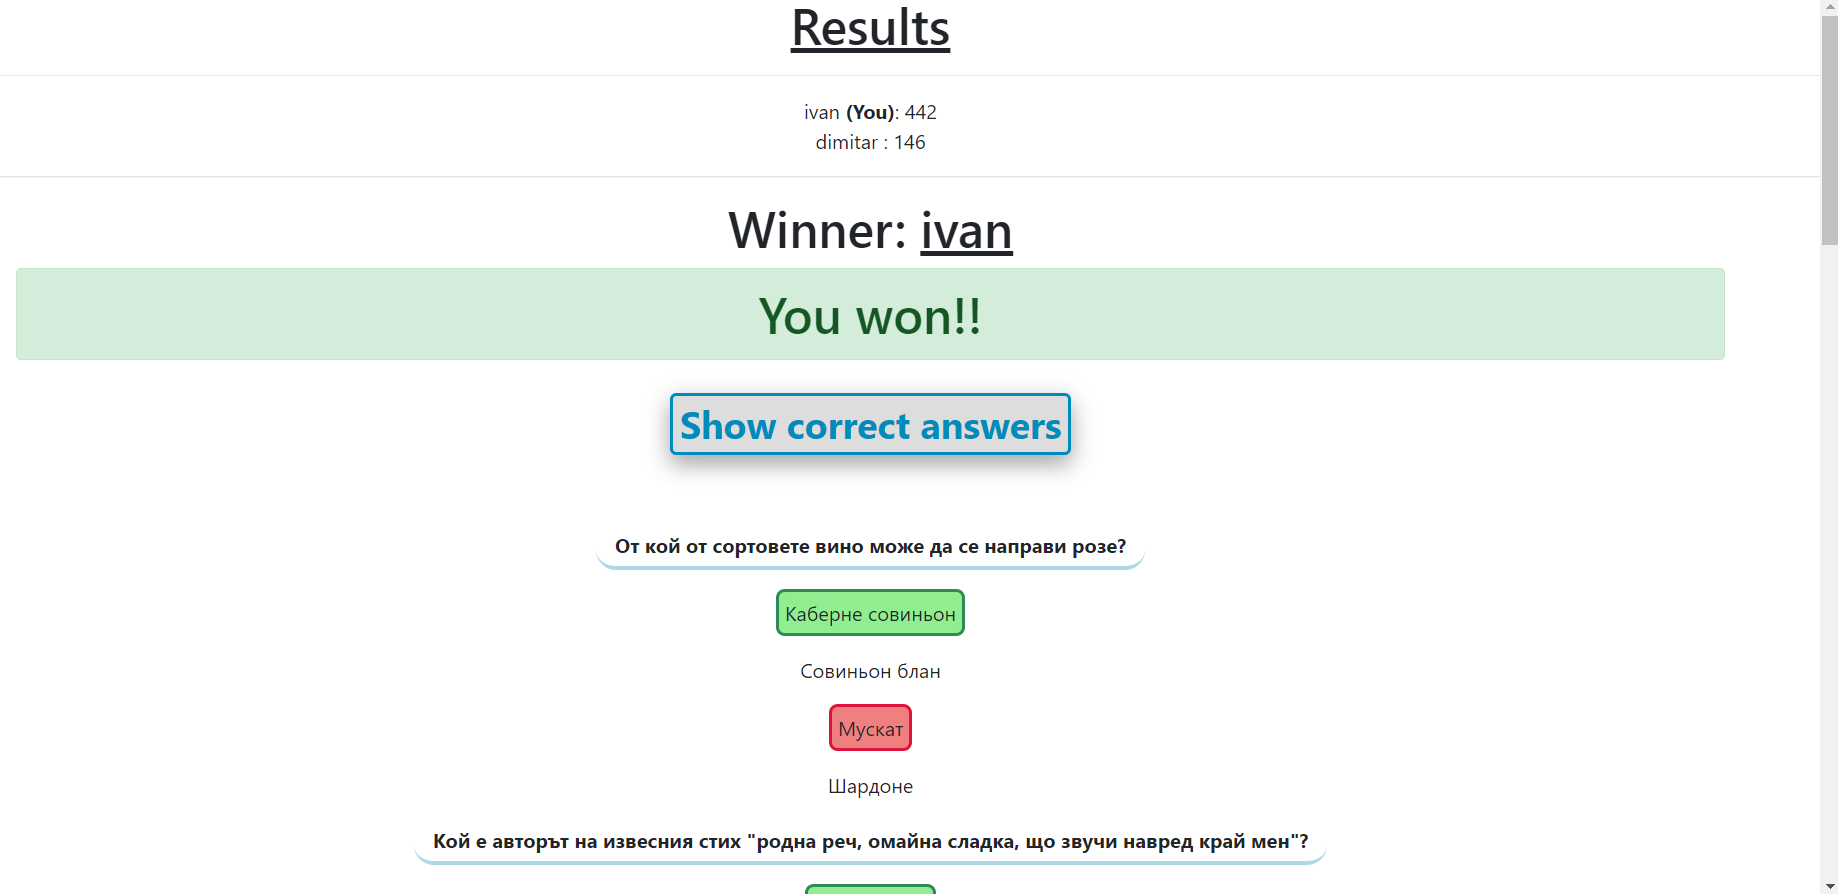 Results
ivan (You): 442
dimitar : 146
Winner: ivan
You won!!
Show correct answers
От кой от сортовете вино може да се направи розе?
Каберне совиньон
Совиньон блан
Мускат
Шардоне
Кой е авторът на извесния стих "родна реч, омайна сладка, що звучи навред край мен"?